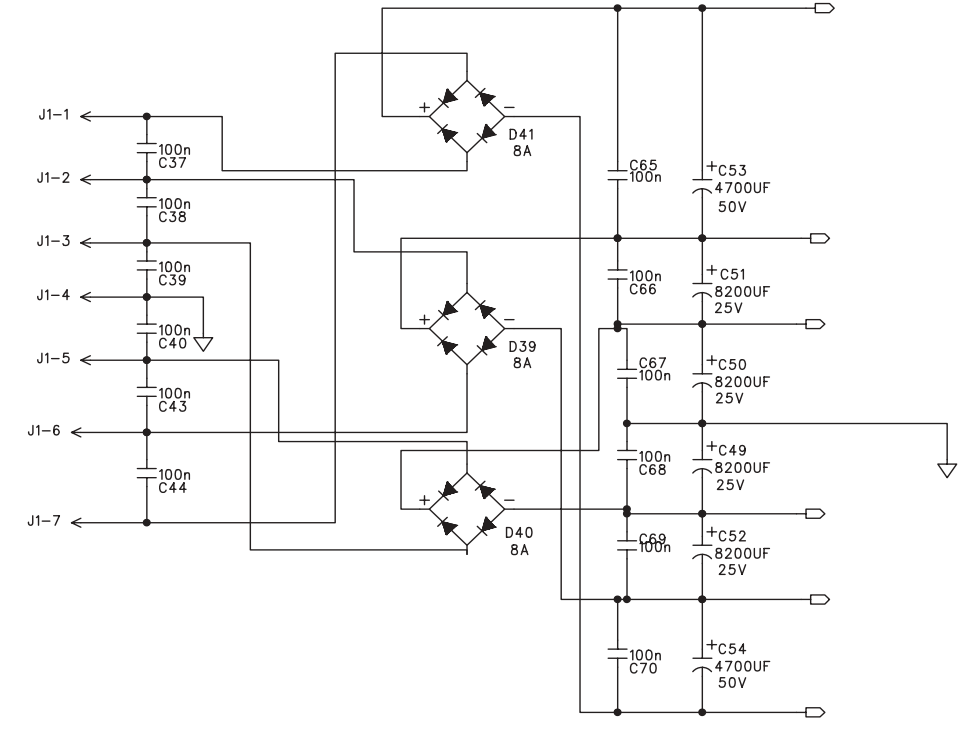 J1-1
100n
C37
J1-2
100n
C38
J1-3
100n
C39
J1-4
100n
C40
J1-5
100n
C43
J1-6
100n
C44
J1-7
+
−
D41
8A
+
−
D39
8A
+
−
D40
8A
C65
100n
+C53
4700UF
50V
100n
C66
+C51
8200UF
25V
C67
100n
+C50
8200UF
25V
100n
C68
+C49
8200UF
25V
C69
100n
+C52
8200UF
25V
100n
C70
+C54
4700UF
50V